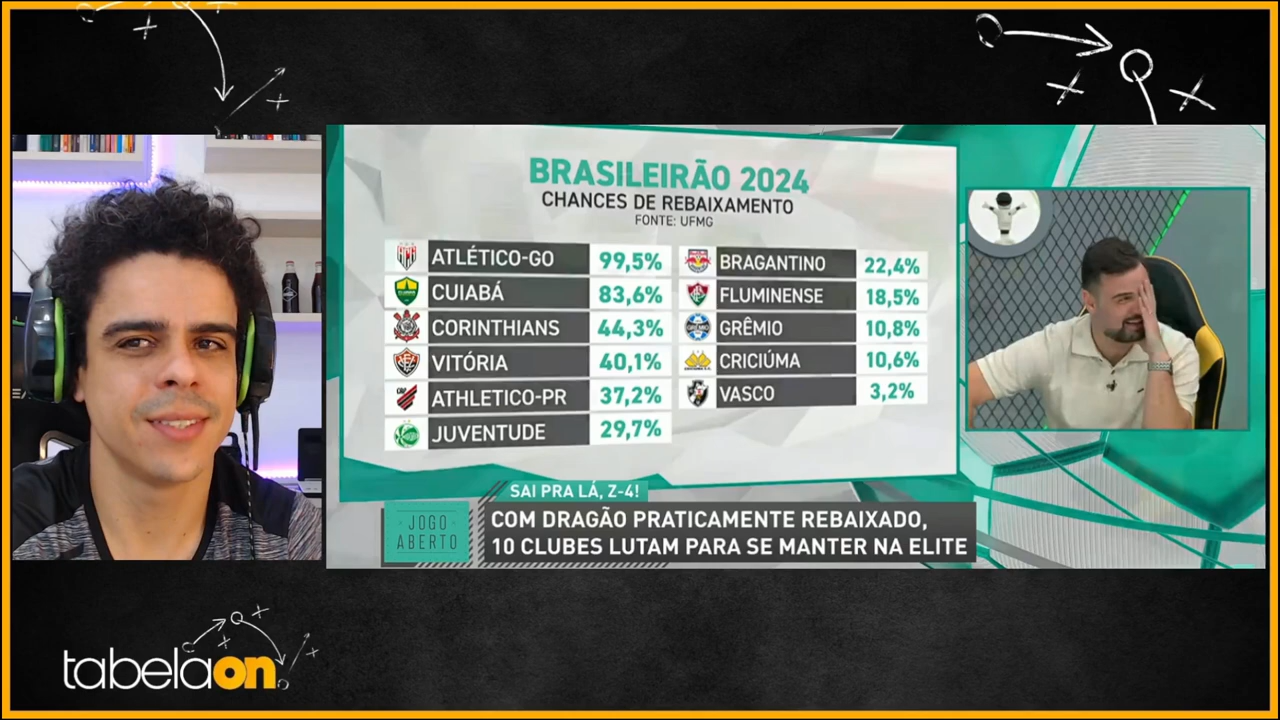 BRASILEIRÃO 2024
CHANCES DE REBAIXAMENTO
FONTE: UFMG
ATLÉTICO-GO 99,5%
CUIABÁ 83,6%
CORINTHIANS 44,3%
VITÓRIA 40,1%
ATHLETICO-PR 37,2%
JUVENTUDE 29,7%
BRAGANTINO 22,4%
FLUMINENSE 18,5%
GRÊMIO 10,8%
CRICIÚMA 10,6%
VASCO 3,2%
SAI PRA LÁ, Z-4!
JOGO
ABERTO
COM DRAGÃO PRATICAMENTE REBAIXADO,
10 CLUBES LUTAM PARA SE MANTER NA ELITE
tabelaon